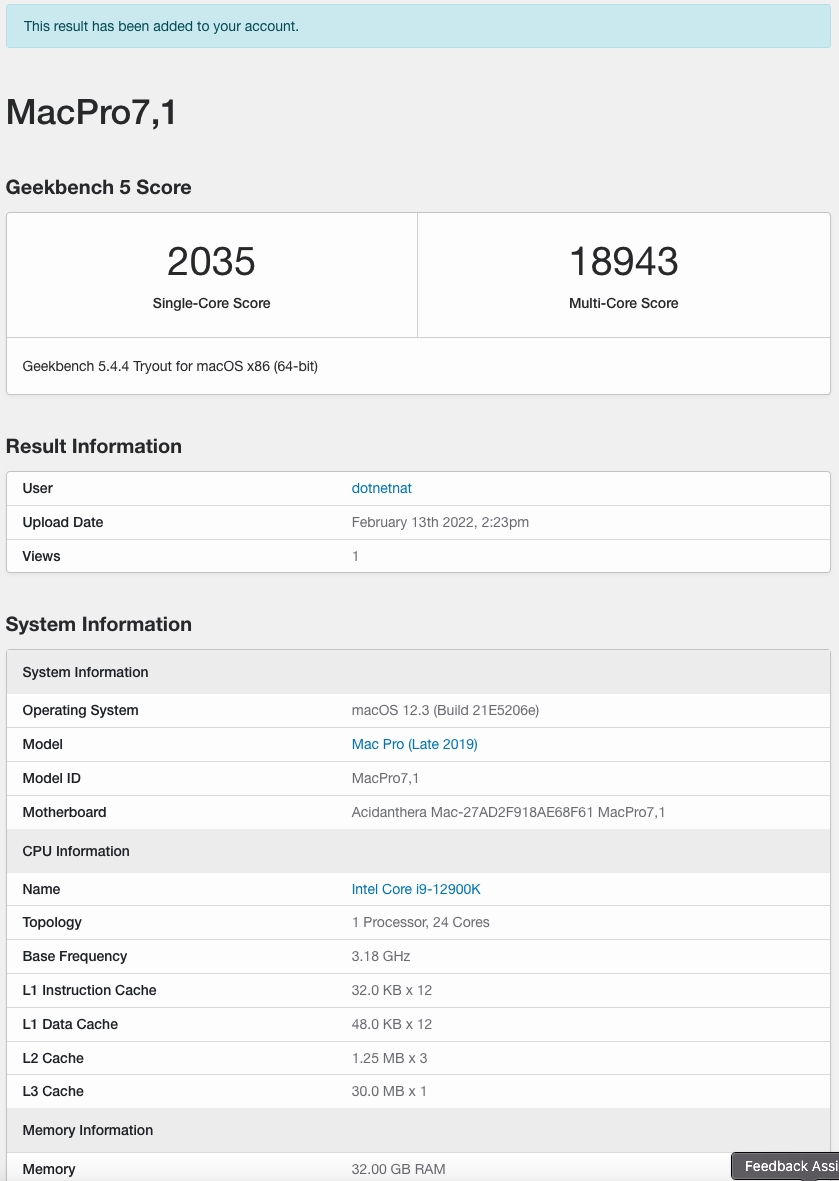 This result has been added to your account.
MacPro7,1
Geekbench 5 Score
2035
18943
Single-Core Score
Multi-Core Score
Geekbench 5.4.4 Tryout for macOS x86 (64-bit)
Result Information
User dotnetnat
Upload Date February 13th 2022, 2:23pm
Views 1
System Information
System Information
Operating System macOS 12.3 (Build 21E5206e)
Model Mac Pro (Late 2019)
Model ID MacPro7,1
Motherboard Acidanthera Mac-27AD2F918AE68F61 MacPro7,1
CPU Information
Name Intel Core i9-12900K
Topology 1 Processor, 24 Cores
Base Frequency 3.18 GHz
L1 Instruction Cache 32.0 KB x 12
L1 Data Cache 48.0 KB x 12
L2 Cache 1.25 MB x 3
L3 Cache 30.0 MB x 1
Memory Information
Memory 32.00 GB RAM
Feedback Assi